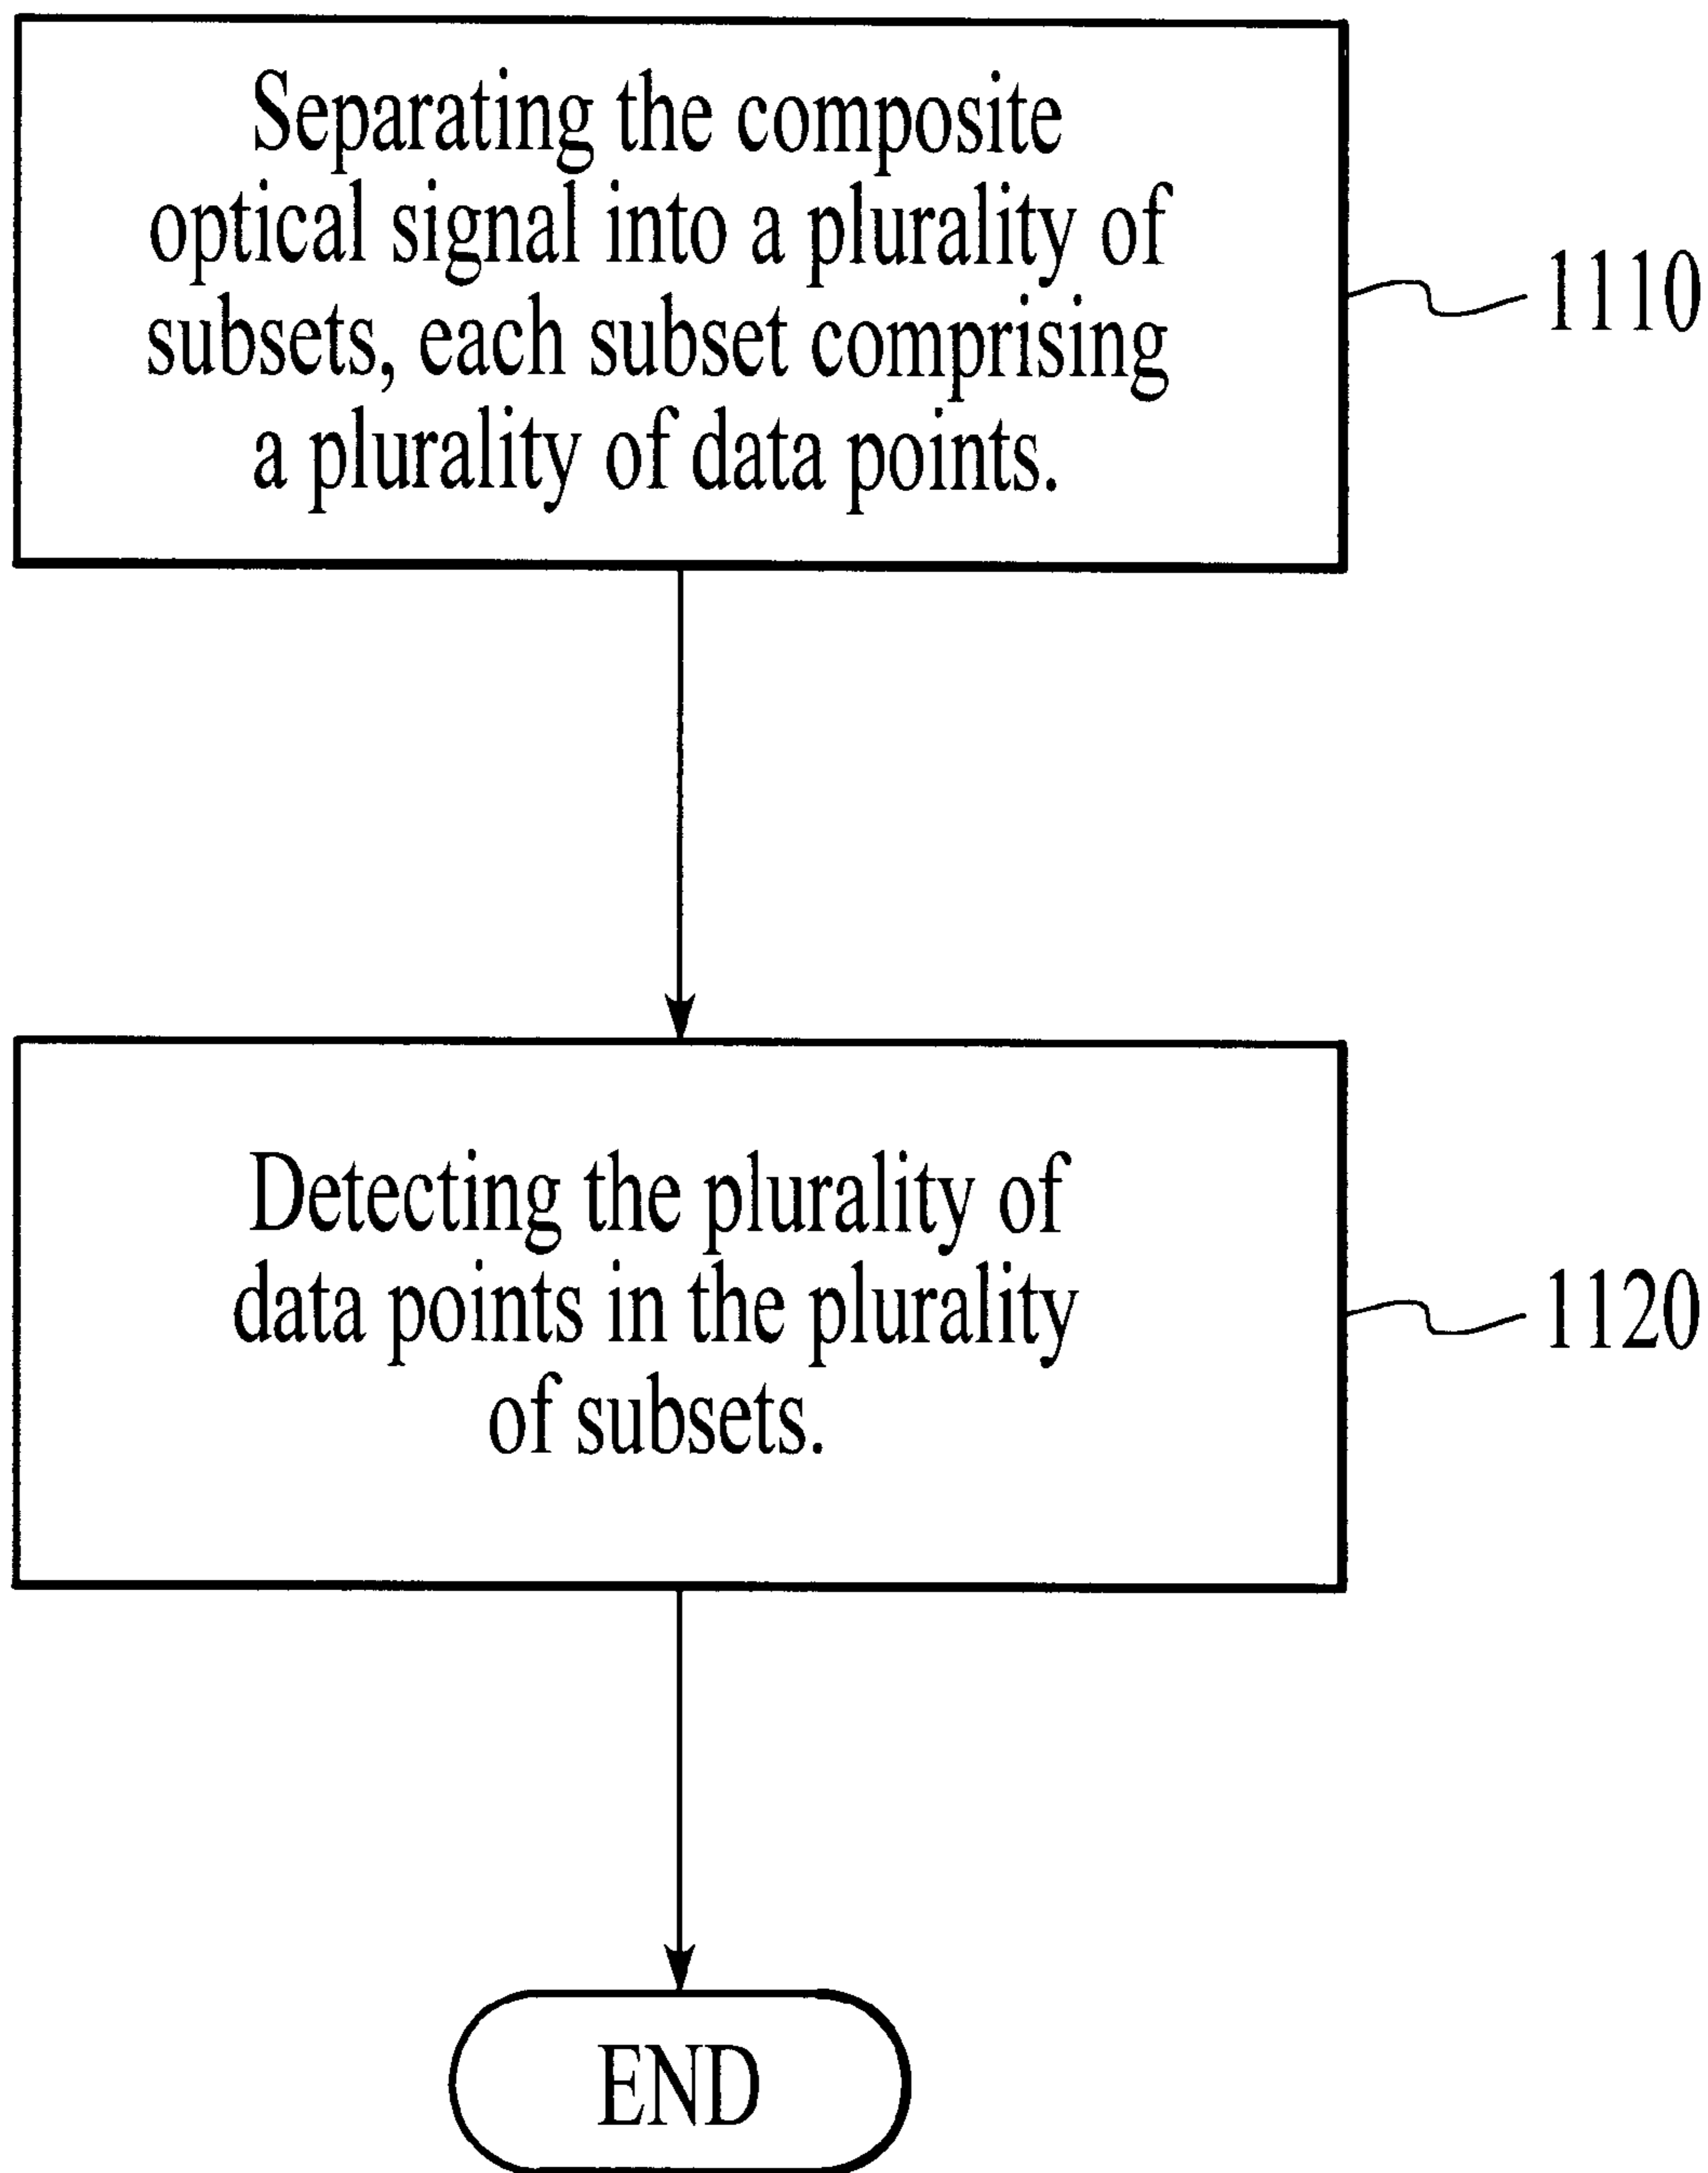 Separating the composite
optical signal into a plurality of
subsets, each subset comprising
a plurality of data points.
1110
Detecting the plurality of
data points in the plurality
of subsets.
1120
END